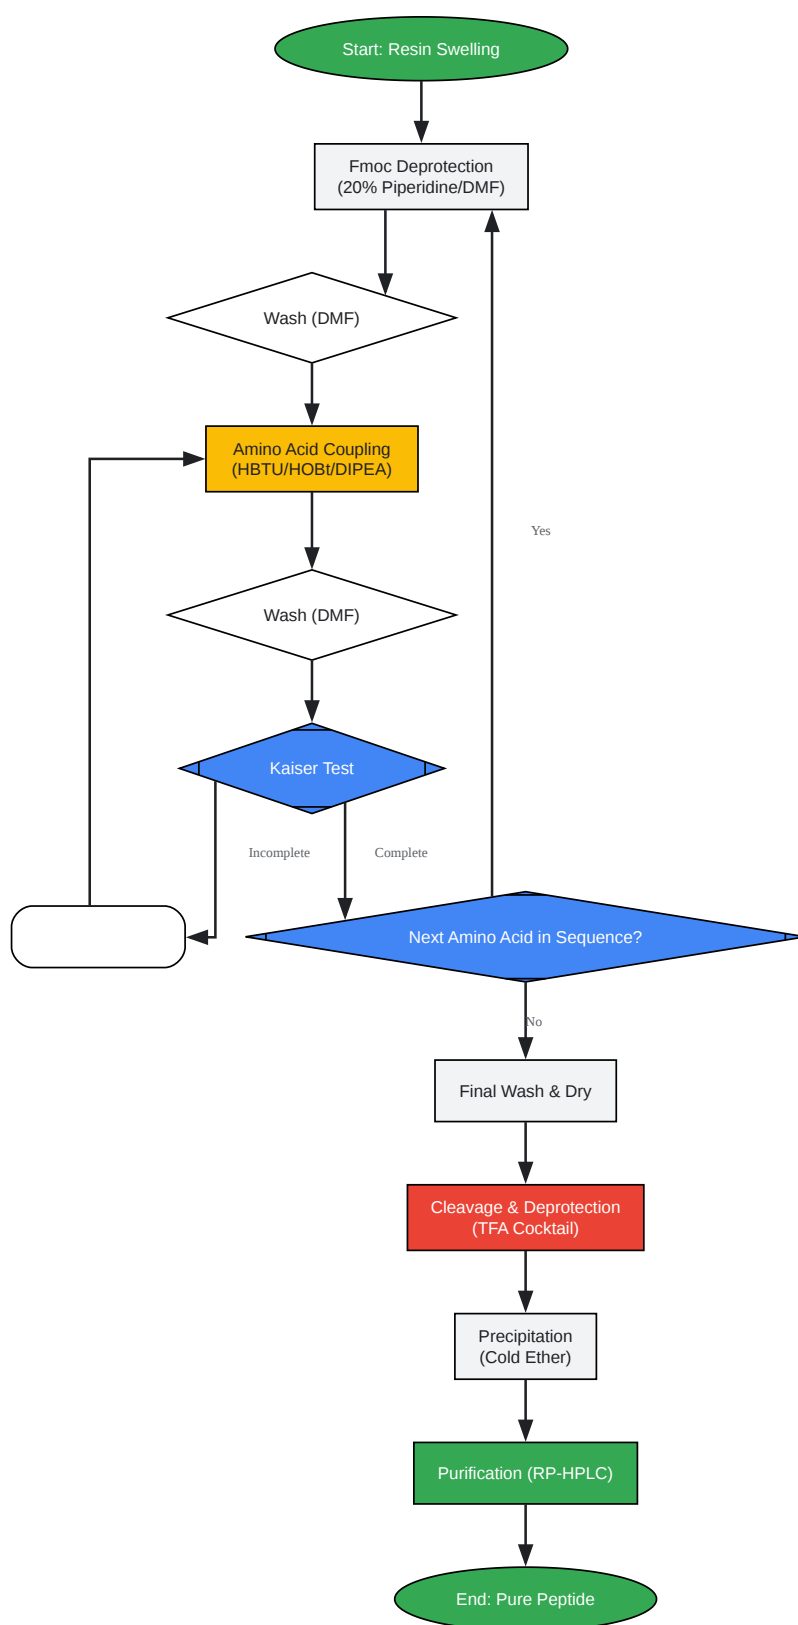 Start: Resin Swelling
Fmoc Deprotection
(20% Piperidine/DMF)
Wash (DMF)
Amino Acid Coupling
(HBTU/HOBt/DIPEA)
Yes
Wash (DMF)
Kaiser Test
Incomplete
Complete
Next Amino Acid in Sequence?
No
Final Wash & Dry
Cleavage & Deprotection
(TFA Cocktail)
Precipitation
(Cold Ether)
Purification (RP-HPLC)
End: Pure Peptide